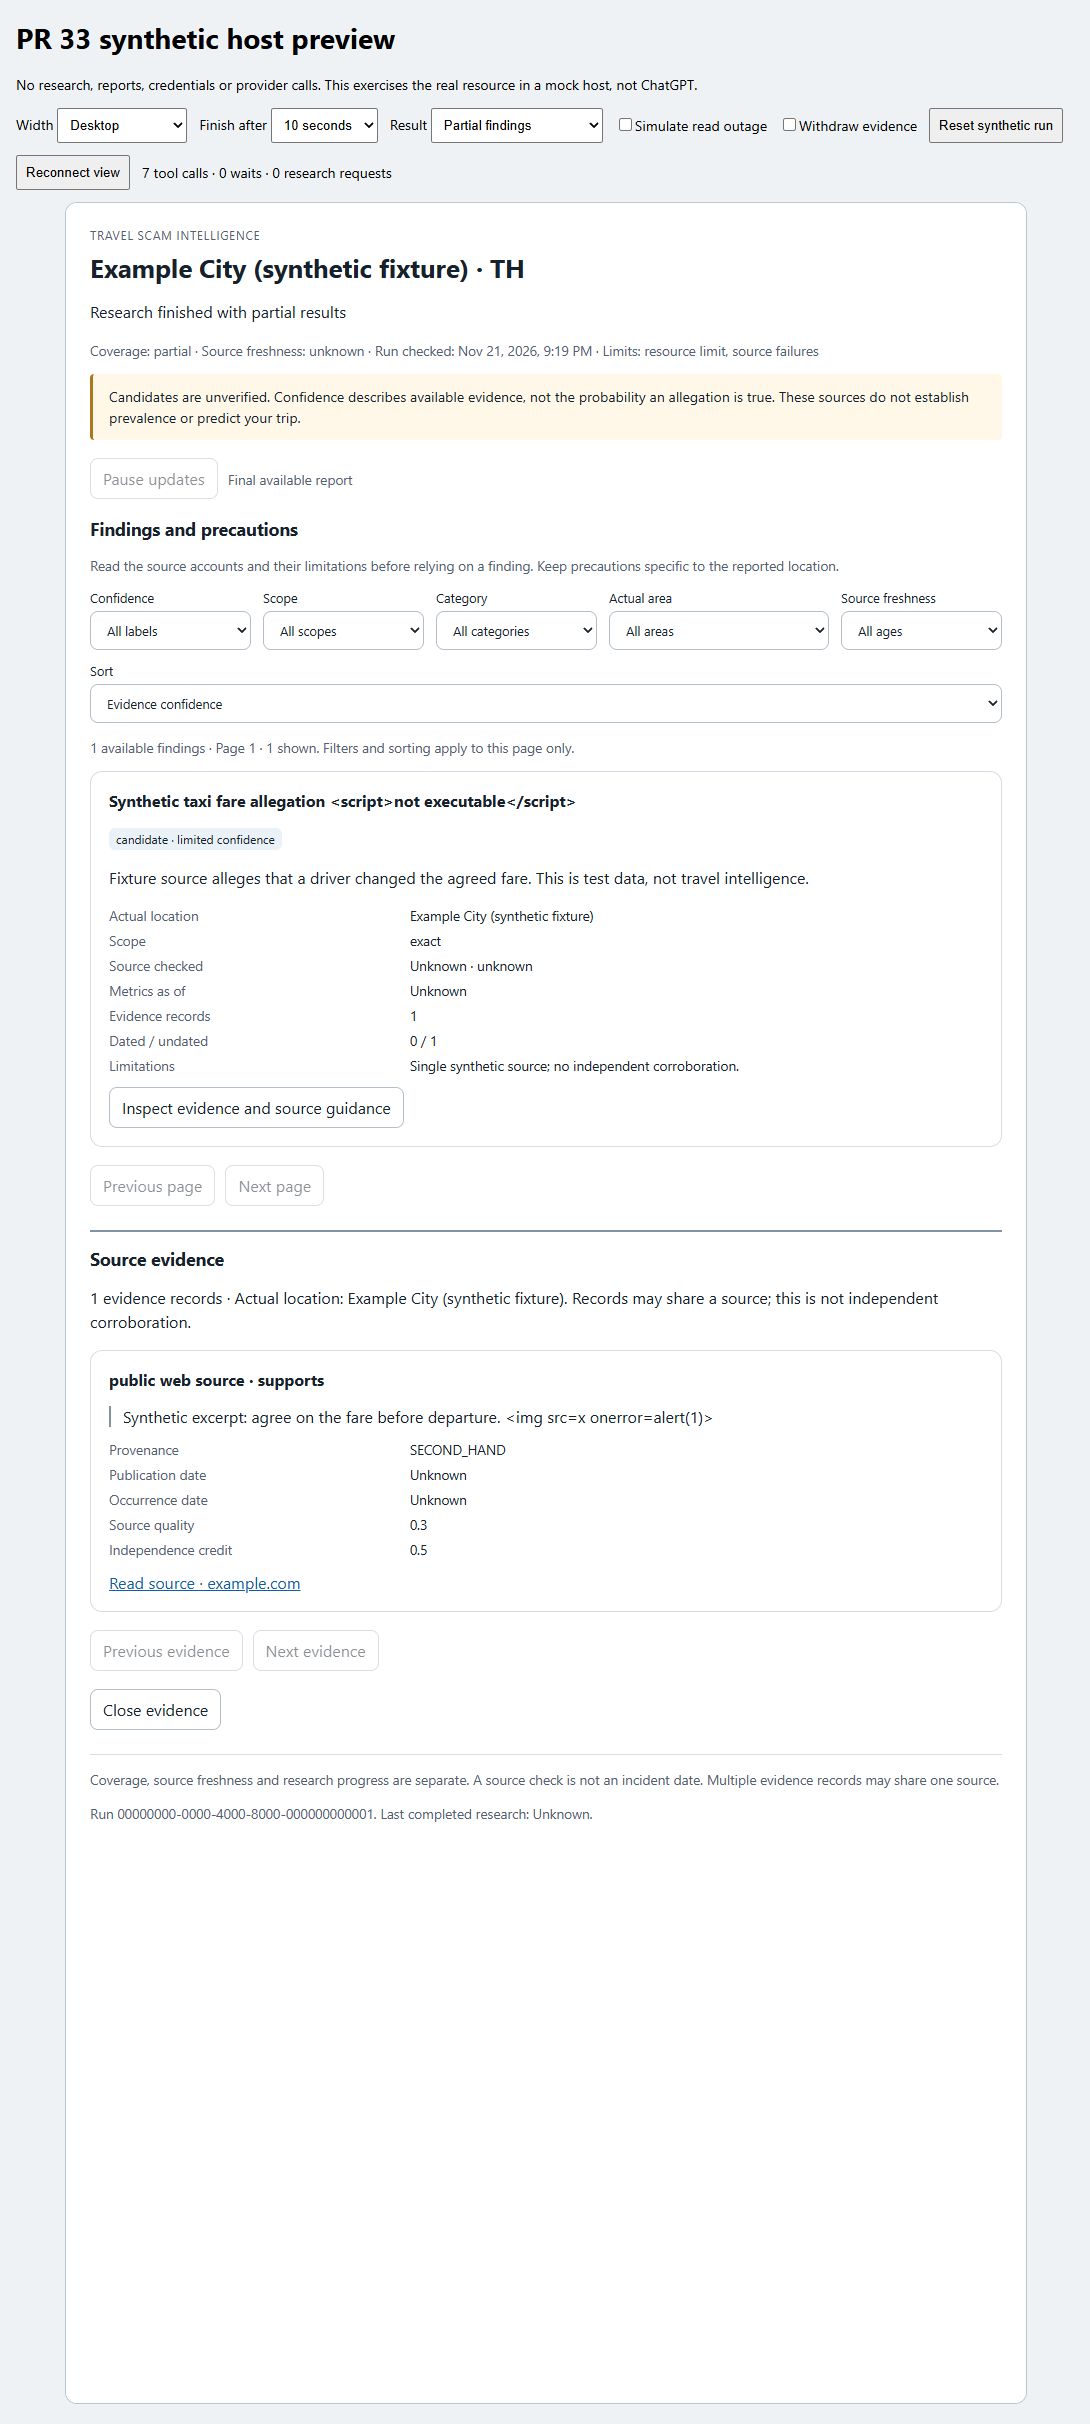 PR 33 synthetic host preview
No research, reports, credentials or provider calls. This exercises the real resource in a mock host, not ChatGPT.
Width Desktop Finish after 10 seconds Result Partial findings Simulate read outage Withdraw evidence Reset synthetic run
Reconnect view 7 tool calls · 0 waits · 0 research requests
TRAVEL SCAM INTELLIGENCE
Example City (synthetic fixture) · TH
Research finished with partial results
Coverage: partial · Source freshness: unknown · Run checked: Nov 21, 2026, 9:19 PM · Limits: resource limit, source failures
Candidates are unverified. Confidence describes available evidence, not the probability an allegation is true. These sources do not establish
prevalence or predict your trip.
Pause updates Final available report
Findings and precautions
Read the source accounts and their limitations before relying on a finding. Keep precautions specific to the reported location.
Confidence Scope Category Actual area Source freshness
All labels All scopes All categories All areas All ages
Sort
Evidence confidence
1 available findings · Page 1 · 1 shown. Filters and sorting apply to this page only.
Synthetic taxi fare allegation <script>not executable</script>
candidate · limited confidence
Fixture source alleges that a driver changed the agreed fare. This is test data, not travel intelligence.
Actual location Example City (synthetic fixture)
Scope exact
Source checked Unknown · unknown
Metrics as of Unknown
Evidence records 1
Dated / undated 0 / 1
Limitations Single synthetic source; no independent corroboration.
Inspect evidence and source guidance
Previous page Next page
Source evidence
1 evidence records · Actual location: Example City (synthetic fixture). Records may share a source; this is not independent
corroboration.
public web source · supports
Synthetic excerpt: agree on the fare before departure. <img src=x onerror=alert(1)>
Provenance SECOND_HAND
Publication date Unknown
Occurrence date Unknown
Source quality 0.3
Independence credit 0.5
Read source · example.com
Previous evidence Next evidence
Close evidence
Coverage, source freshness and research progress are separate. A source check is not an incident date. Multiple evidence records may share one source.
Run 00000000-0000-4000-8000-000000000001. Last completed research: Unknown.